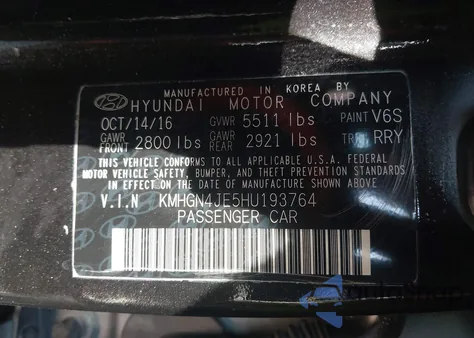 MANUFACTURED IN KOREA BY
HYUNDAI MOTOR COMPANY
OCT/14/16 GVWR 5511 lbs PAINT V6S
GAWR FRONT 2800 lbs GAWR REAR 2921 lbs TRIM RRY
THIS VEHICLE CONFORMS TO ALL APPLICABLE U.S.A. FEDERAL
MOTOR VEHICLE SAFETY, BUMPER, AND THEFT PREVENTION
STANDARDS IN EFFECT ON THE DATE OF MANUFACTURE SHOWN ABOVE.
V.I.N KMHGN4JE5HU193764
PASSENGER CAR